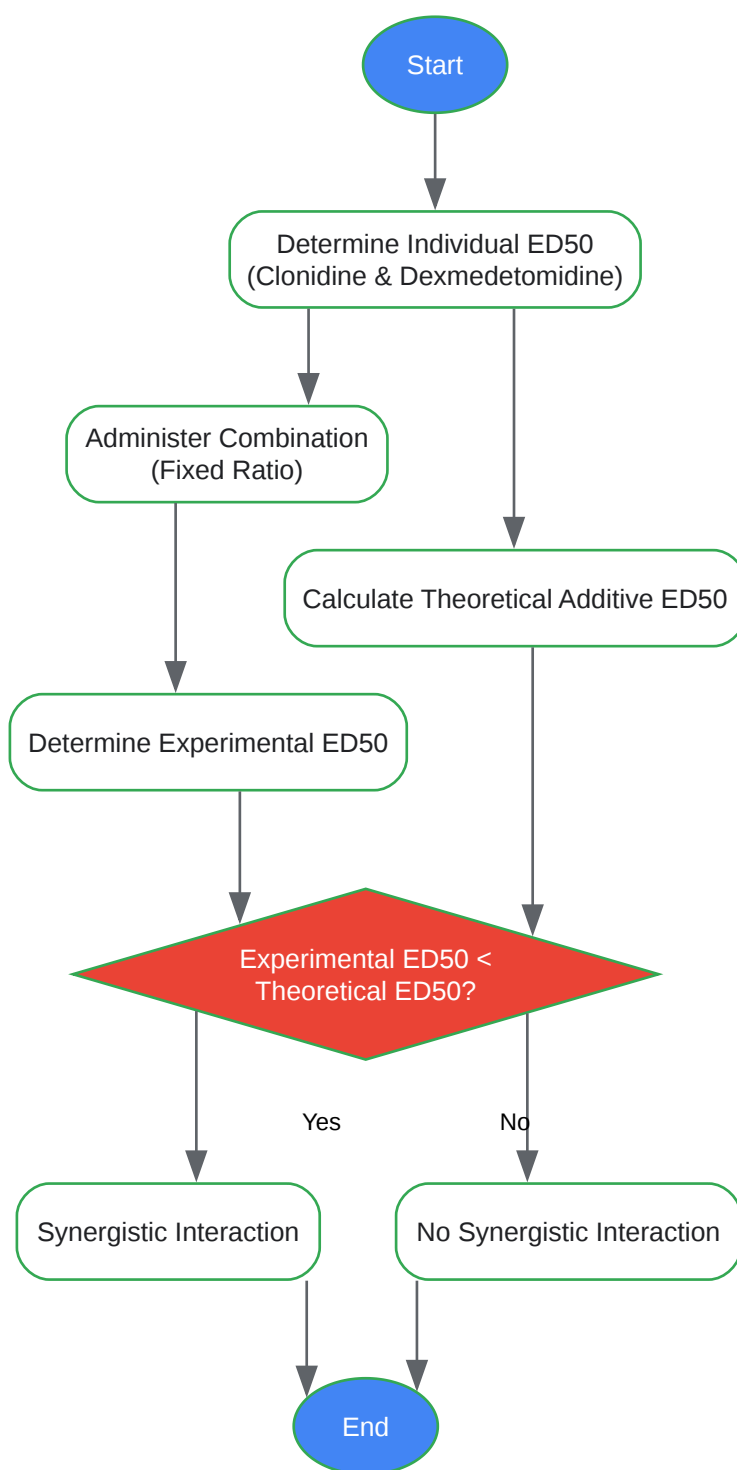 Start
Determine Individual ED50
(Clonidine & Dexmedetomidine)
Administer Combination
(Fixed Ratio)
Calculate Theoretical Additive ED50
Determine Experimental ED50
Experimental ED50 <
Theoretical ED50?
Yes
No
Synergistic Interaction
No Synergistic Interaction
End